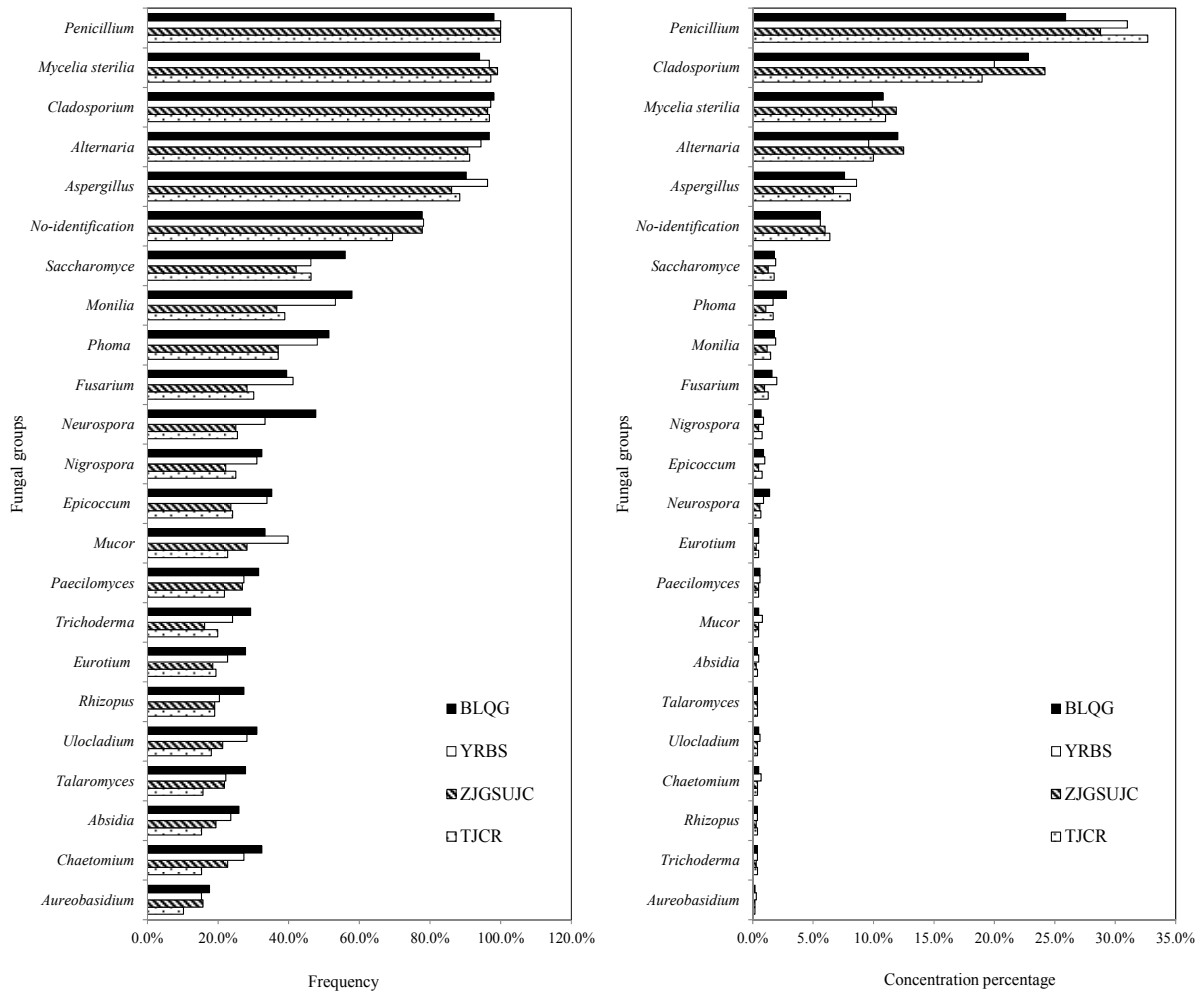 Fungal groups
Penicillium
Mycelia sterilia
Cladosporium
Alternaria
Aspergillus
No-identification
Saccharomyce
Monilia
Phoma
Fusarium
Neurospora
Nigrospora
Epicoccum
Mucor
Paecilomyces
Trichoderma
Eurotium
Rhizopus
Ulocladium
Talaromyces
Absidia
Chaetomium
Aureobasidium
BLQG
YRBS
ZJGSUJC
TJCR
0.0% 20.0% 40.0% 60.0% 80.0% 100.0% 120.0%
Frequency
Fungal groups
Penicillium
Cladosporium
Mycelia sterilia
Alternaria
Aspergillus
No-identification
Saccharomyce
Phoma
Monilia
Fusarium
Nigrospora
Epicoccum
Neurospora
Eurotium
Paecilomyces
Mucor
Absidia
Talaromyces
Ulocladium
Chaetomium
Rhizopus
Trichoderma
Aureobasidium
BLQG
YRBS
ZJGSUJC
TJCR
0.0% 5.0% 10.0% 15.0% 20.0% 25.0% 30.0% 35.0%
Concentration percentage